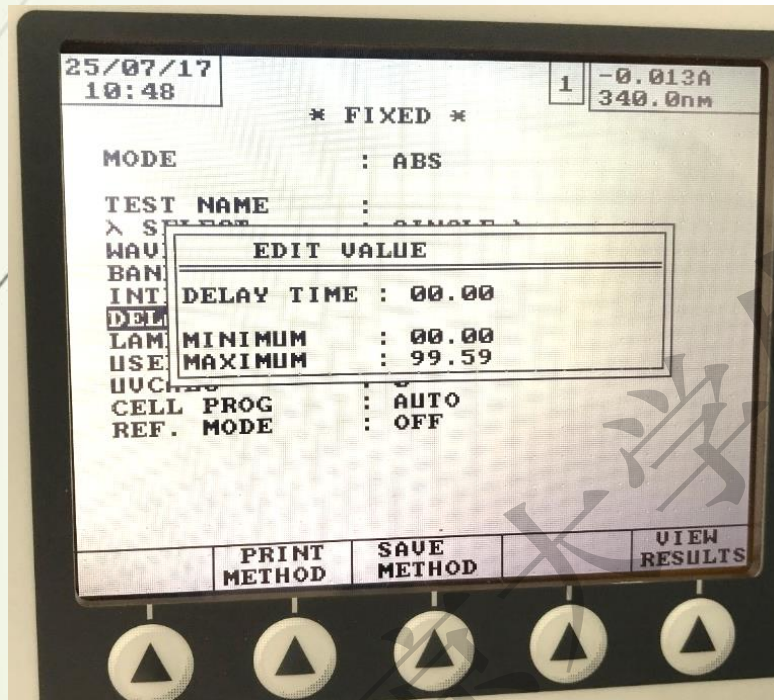 25/07/17
10:48
1
-0.013A
340.0nm
* FIXED *
MODE : ABS
TEST NAME :
λ
EDIT VALUE
DELAY TIME : 00.00
MINIMUM : 00.00
MAXIMUM : 99.59
CELL PROG : AUTO
REF. MODE : OFF
PRINT METHOD
SAVE METHOD
VIEW RESULTS
学
大